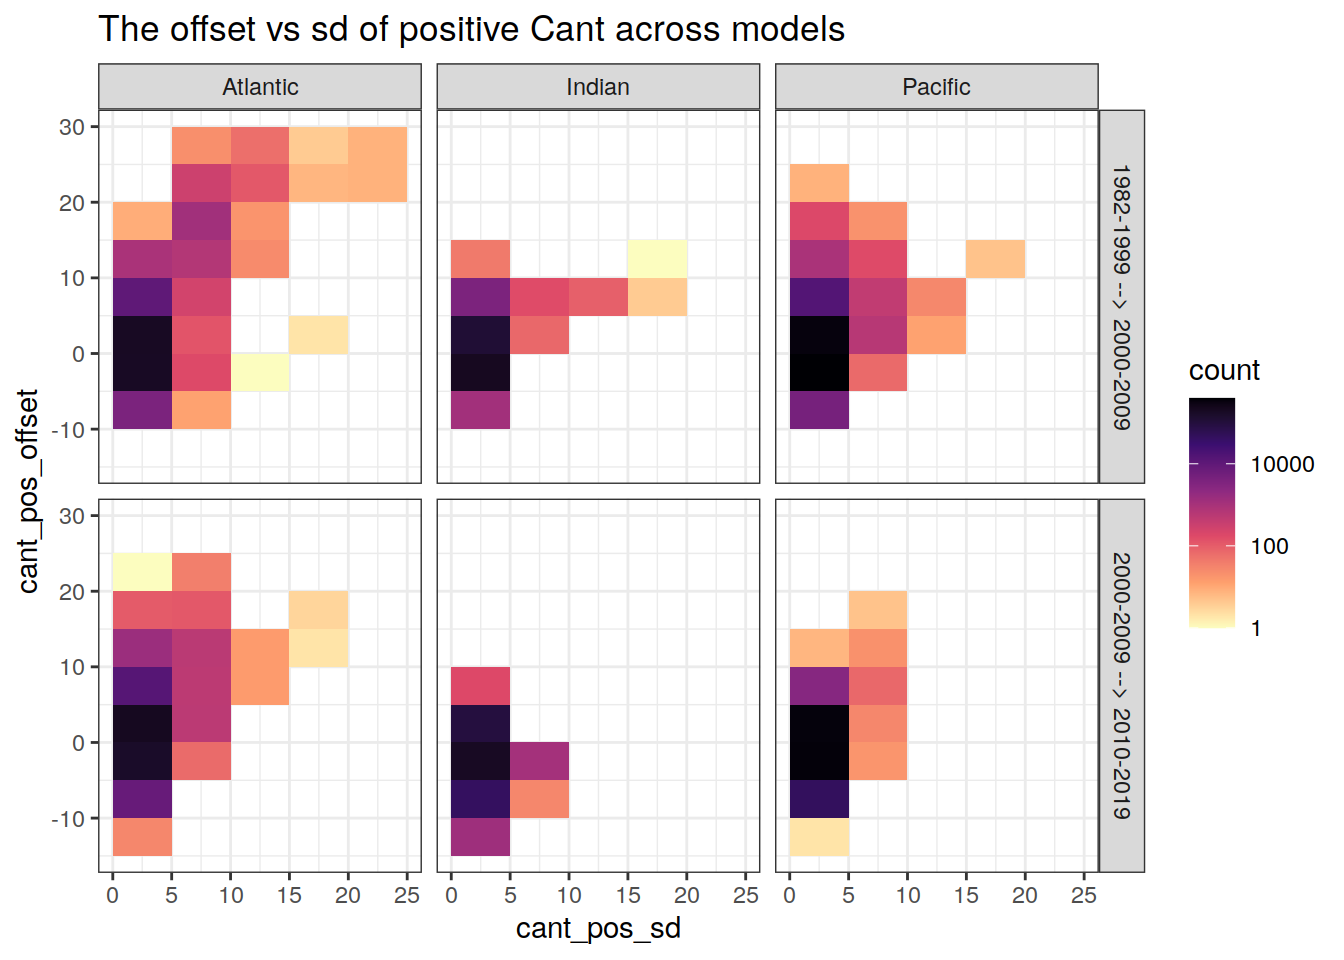 The offset vs sd of positive Cant across models
Atlantic
Indian
Pacific
30
20
10
0
-10
1982-1999 --> 2000-2009
30
20
10
0
-10
2000-2009 --> 2010-2019
cant_pos_offset
0 5 10 15 20 25
0 5 10 15 20 25
0 5 10 15 20 25
cant_pos_sd
count
10000
100
1